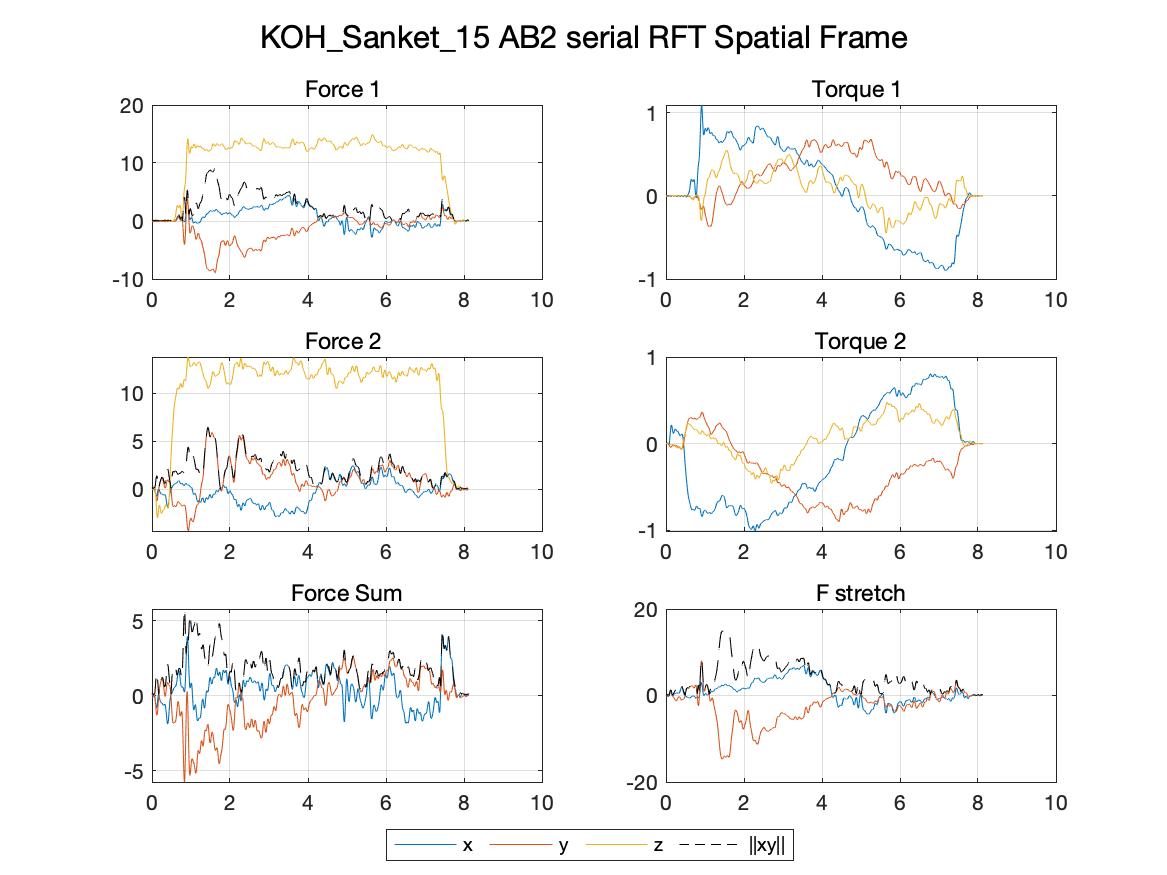 KOH_Sanket_15 AB2 serial RFT Spatial Frame
Force 1
20
10
0
-10
0 2 4 6 8 10
Torque 1
1
0
-1
0 2 4 6 8 10
Force 2
10
5
0
0 2 4 6 8 10
Torque 2
1
0
-1
0 2 4 6 8 10
Force Sum
5
0
-5
0 2 4 6 8 10
F stretch
20
0
-20
0 2 4 6 8 10
x y z ||xy||